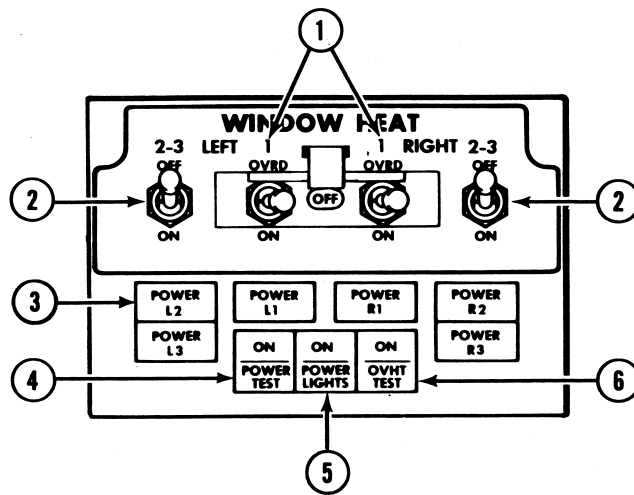 1
WINDOW HEAT
2-3 LEFT 1 1 RIGHT 2-3
OFF OVRD OVRD OFF
2 OFF 2
ON ON ON ON
3 POWER L2 POWER L1 POWER R1 POWER R2
POWER L3 POWER R3
4 ON POWER TEST ON POWER LIGHTS ON OVHT TEST 6
5